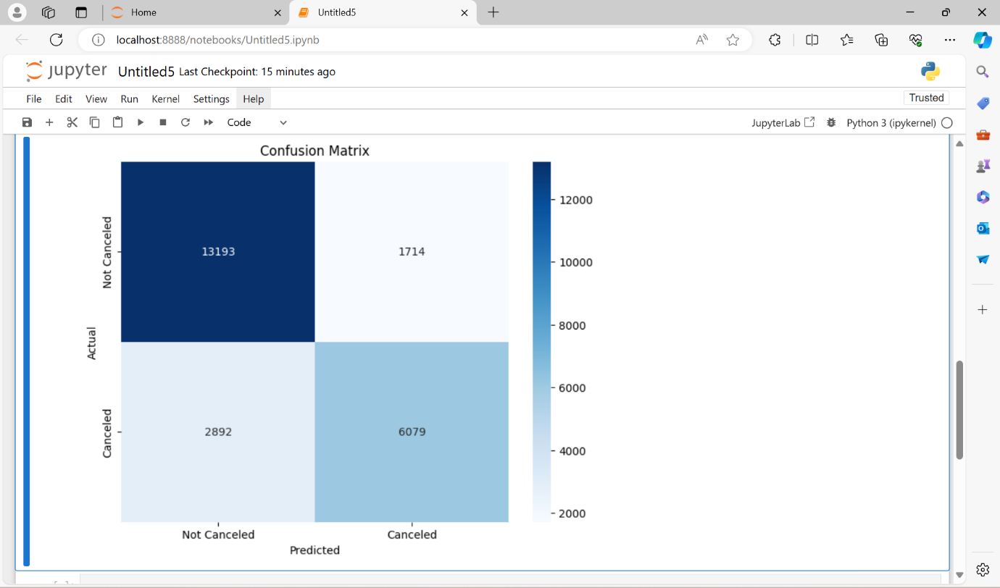 Home
Untitled5
localhost:8888/notebooks/Untitled5.ipynb
jupyter Untitled5 Last Checkpoint: 15 minutes ago
File Edit View Run Kernel Settings Help
Trusted
Code
JupyterLab
Python 3 (ipykernel)
Confusion Matrix
Not Canceled
Canceled
Actual
13193
1714
2892
6079
Not Canceled
Canceled
Predicted
12000
10000
8000
6000
4000
2000